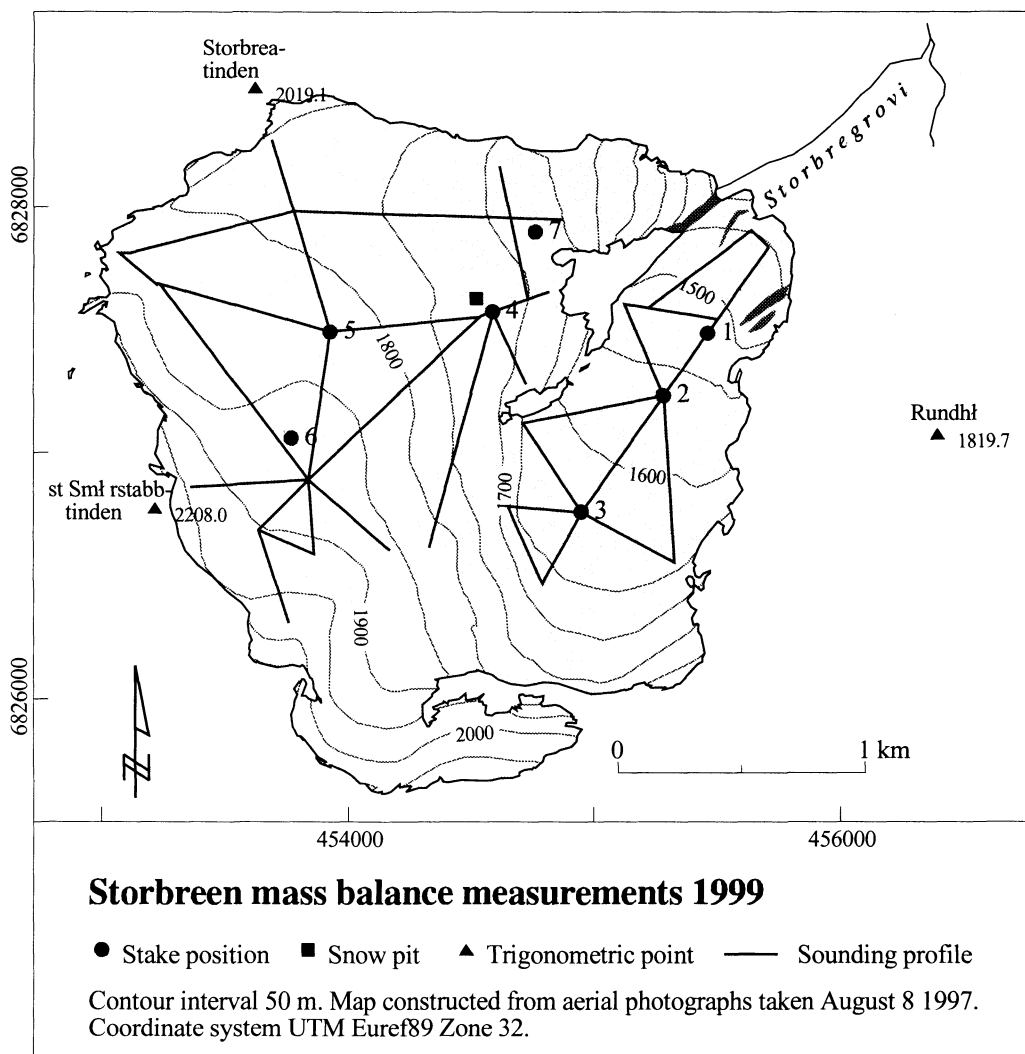 Storbrea-
tinden
2019.1
Storbregrovi
6828000
7
1500
4
1
5
1800
2
Rundhł
1819.7
6
1600
st Smł rstabb-
tinden
2208.0
1700
3
1900
6826000
2000
N
0 1 km
454000 456000
Storbreen mass balance measurements 1999
Stake position Snow pit Trigonometric point Sounding profile
Contour interval 50 m. Map constructed from aerial photographs taken August 8 1997.
Coordinate system UTM Euref89 Zone 32.